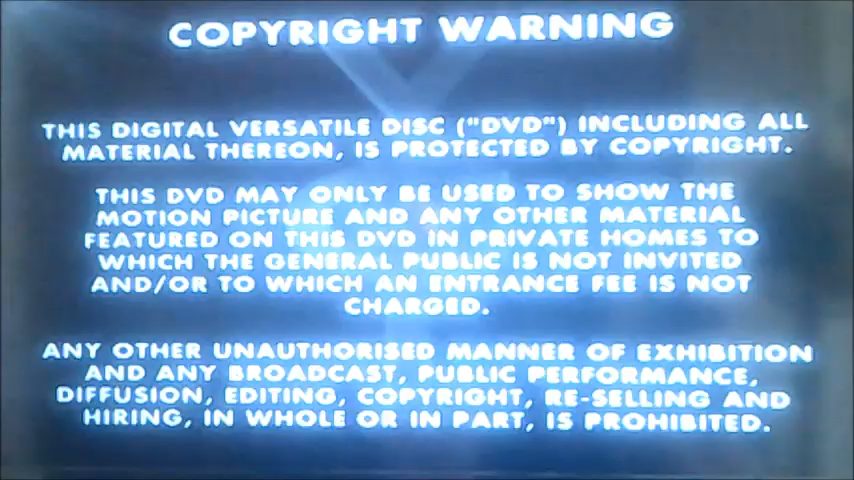 COPYRIGHT WARNING
THIS DIGITAL VERSATILE DISC ("DVD") INCLUDING ALL
MATERIAL THEREON, IS PROTECTED BY COPYRIGHT.
THIS DVD MAY ONLY BE USED TO SHOW THE
MOTION PICTURE AND ANY OTHER MATERIAL
FEATURED ON THIS DVD IN PRIVATE HOMES TO
WHICH THE GENERAL PUBLIC IS NOT INVITED
AND/OR TO WHICH AN ENTRANCE FEE IS NOT
CHARGED.
ANY OTHER UNAUTHORISED MANNER OF EXHIBITION
AND ANY BROADCAST, PUBLIC PERFORMANCE,
DIFFUSION, EDITING, COPYRIGHT, RE-SELLING AND
HIRING, IN WHOLE OR IN PART, IS PROHIBITED.